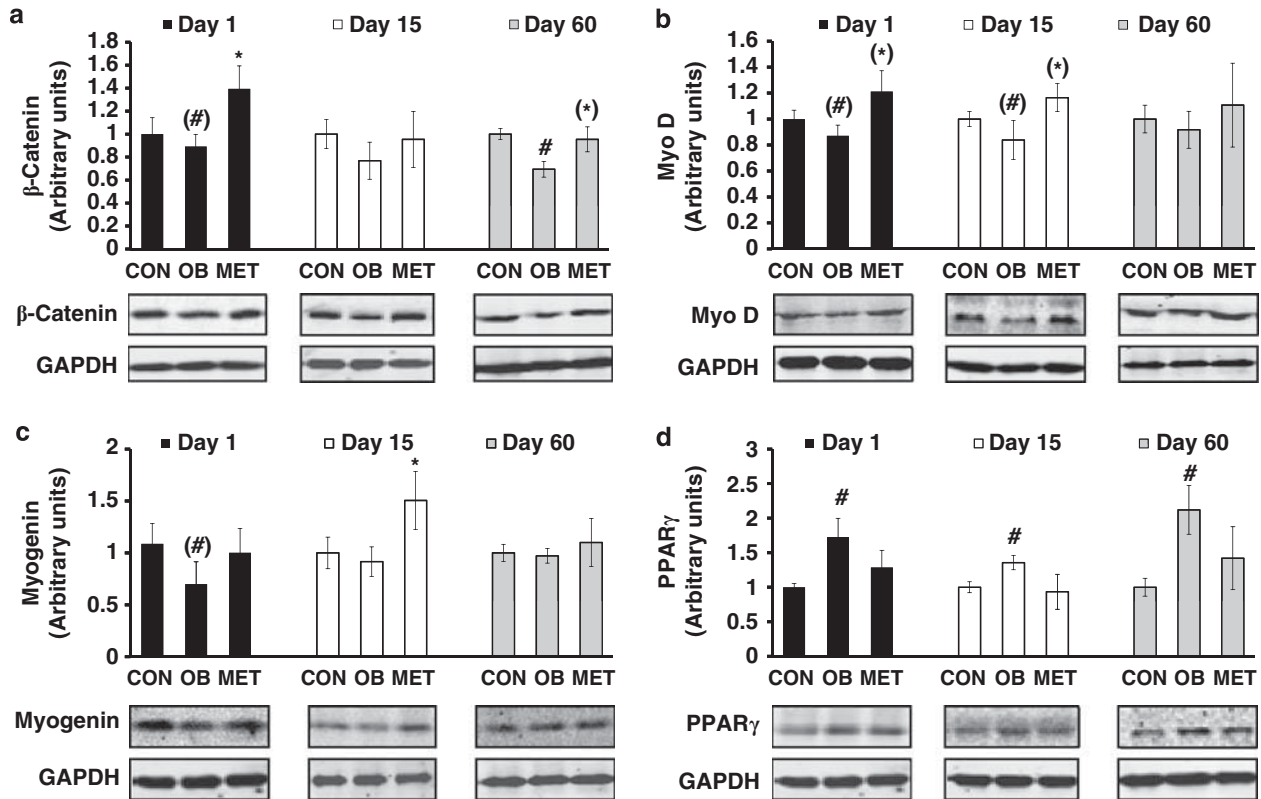 a
■ Day 1 □ Day 15 ■ Day 60
β-Catenin
(Arbitrary units)
1.8
1.6
1.4
1.2
1
0.8
0.6
0.4
0.2
0
(#) *
# (*)
CON OB MET CON OB MET CON OB MET
β-Catenin
GAPDH
b
■ Day 1 □ Day 15 ■ Day 60
Myo D
(Arbitrary units)
1.6
1.4
1.2
1
0.8
0.6
0.4
0.2
0
(#) (*) (#) (*)
CON OB MET CON OB MET CON OB MET
Myo D
GAPDH
c
■ Day 1 □ Day 15 ■ Day 60
Myogenin
(Arbitrary units)
2
1.5
1
0.5
0
(#) *
CON OB MET CON OB MET CON OB MET
Myogenin
GAPDH
d
■ Day 1 □ Day 15 ■ Day 60
PPARγ
(Arbitrary units)
3
2.5
2
1.5
1
0.5
0
# # #
CON OB MET CON OB MET CON OB MET
PPARγ
GAPDH